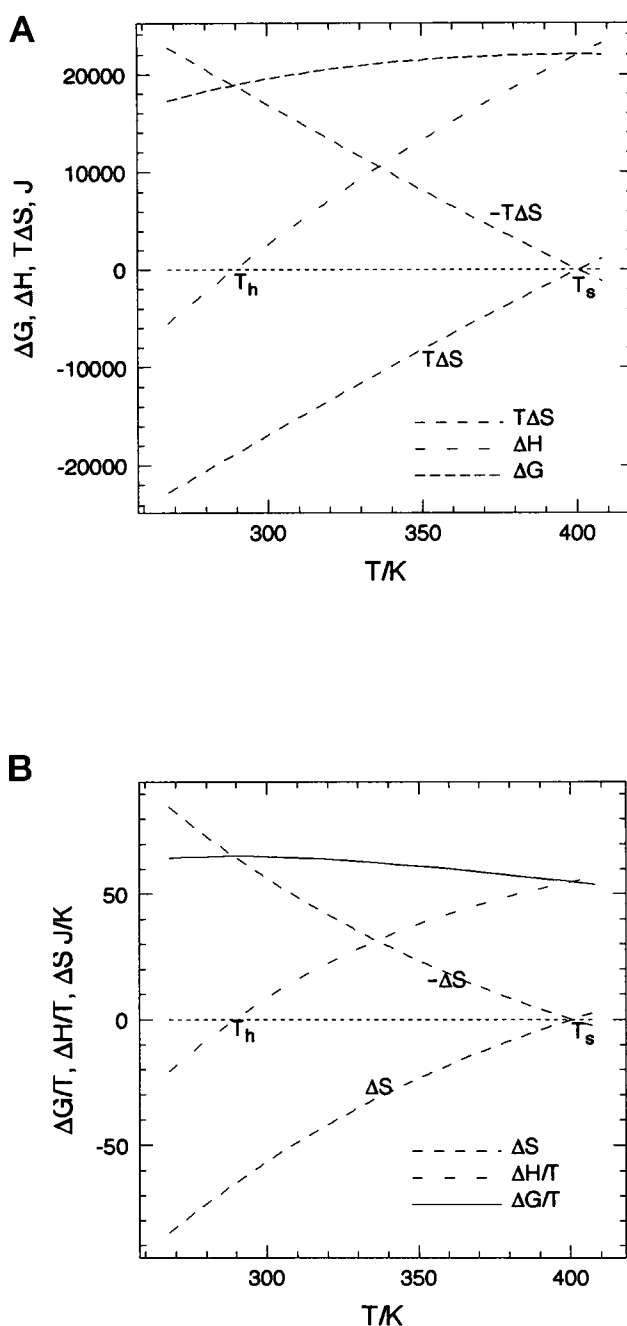 A
ΔG, ΔH, TΔS, J
20000
10000
0
-10000
-20000
-TΔS
Th
Ts
TΔS
TΔS
ΔH
ΔG
300
350
400
T/K
B
ΔG/T, ΔH/T, ΔS J/K
50
0
-50
-ΔS
Th
Ts
ΔS
ΔS
ΔH/T
ΔG/T
300
350
400
T/K